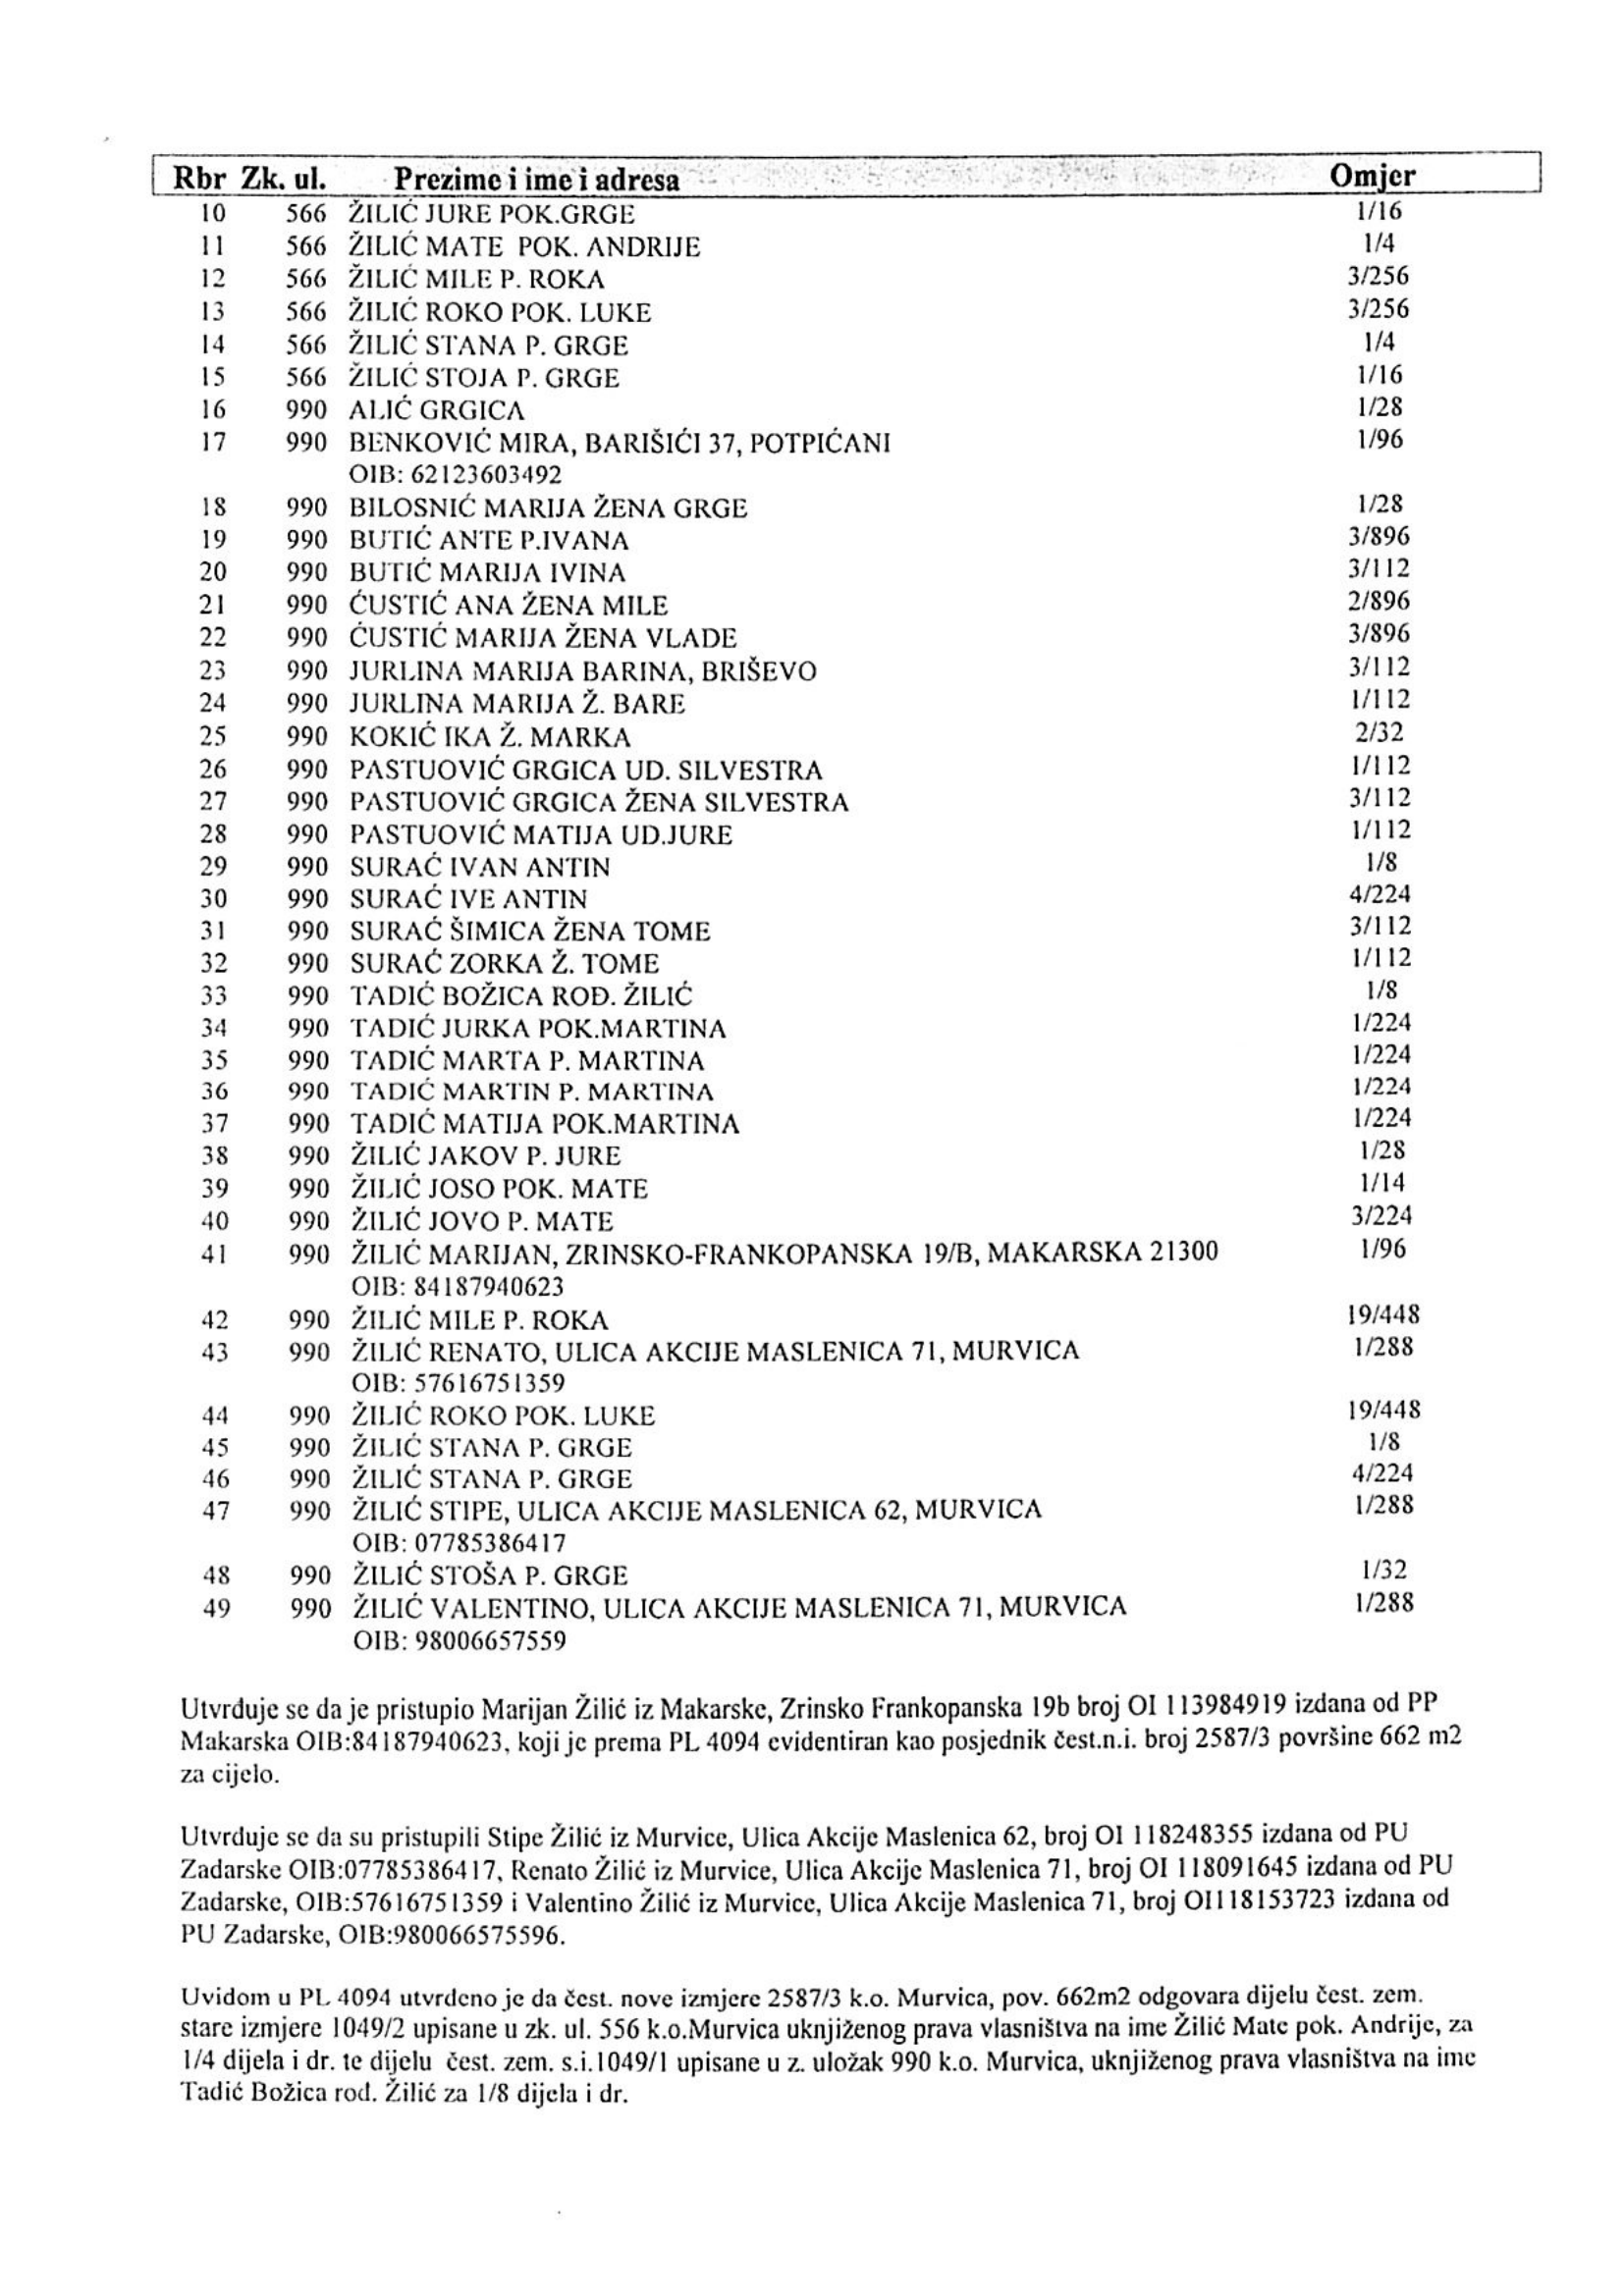 Rbr Zk. ul. Prezime i ime i adresa Omjer
10 566 ŽILIĆ JURE POK.GRGE 1/16
11 566 ŽILIĆ MATE POK. ANDRIJE 1/4
12 566 ŽILIĆ MILE P. ROKA 3/256
13 566 ŽILIĆ ROKO POK. LUKE 3/256
14 566 ŽILIĆ STANA P. GRGE 1/4
15 566 ŽILIĆ STOJA P. GRGE 1/16
16 990 ALIĆ GRGICA 1/28
17 990 BENKOVIĆ MIRA, BARIŠIĆI 37, POTPIĆANI 1/96
OIB: 62123603492
18 990 BILOSNIĆ MARIJA ŽENA GRGE 1/28
19 990 BUTIĆ ANTE P.IVANA 3/896
20 990 BUTIĆ MARIJA IVINA 3/112
21 990 ĆUSTIĆ ANA ŽENA MILE 2/896
22 990 ĆUSTIĆ MARIJA ŽENA VLADE 3/896
23 990 JURLINA MARIJA BARINA, BRIŠEVO 3/112
24 990 JURLINA MARIJA Ž. BARE 1/112
25 990 KOKIĆ IKA Ž. MARKA 2/32
26 990 PASTUOVIĆ GRGICA UD. SILVESTRA 1/112
27 990 PASTUOVIĆ GRGICA ŽENA SILVESTRA 3/112
28 990 PASTUOVIĆ MATIJA UD.JURE 1/112
29 990 SURAĆ IVAN ANTIN 1/8
30 990 SURAĆ IVE ANTIN 4/224
31 990 SURAĆ ŠIMICA ŽENA TOME 3/112
32 990 SURAĆ ZORKA Ž. TOME 1/112
33 990 TADIĆ BOŽICA ROĐ. ŽILIĆ 1/8
34 990 TADIĆ JURKA POK.MARTINA 1/224
35 990 TADIĆ MARTA P. MARTINA 1/224
36 990 TADIĆ MARTIN P. MARTINA 1/224
37 990 TADIĆ MATIJA POK.MARTINA 1/224
38 990 ŽILIĆ JAKOV P. JURE 1/28
39 990 ŽILIĆ JOSO POK. MATE 1/14
40 990 ŽILIĆ JOVO P. MATE 3/224
41 990 ŽILIĆ MARIJAN, ZRINSKO-FRANKOPANSKA 19/B, MAKARSKA 21300 1/96
OIB: 84187940623
42 990 ŽILIĆ MILE P. ROKA 19/448
43 990 ŽILIĆ RENATO, ULICA AKCIJE MASLENICA 71, MURVICA 1/288
OIB: 57616751359
44 990 ŽILIĆ ROKO POK. LUKE 19/448
45 990 ŽILIĆ STANA P. GRGE 1/8
46 990 ŽILIĆ STANA P. GRGE 4/224
47 990 ŽILIĆ STIPE, ULICA AKCIJE MASLENICA 62, MURVICA 1/288
OIB: 07785386417
48 990 ŽILIĆ STOŠA P. GRGE 1/32
49 990 ŽILIĆ VALENTINO, ULICA AKCIJE MASLENICA 71, MURVICA 1/288
OIB: 98006657559
Utvrđuje se da je pristupio Marijan Žilić iz Makarske, Zrinsko Frankopanska 19b broj OI 113984919 izdana od PP
Makarska OIB:84187940623, koji je prema PL 4094 evidentiran kao posjednik čest.n.i. broj 2587/3 površine 662 m2
za cijelo.
Utvrđuje se da su pristupili Stipe Žilić iz Murvice, Ulica Akcije Maslenica 62, broj OI 118248355 izdana od PU
Zadarske OIB:07785386417, Renato Žilić iz Murvice, Ulica Akcije Maslenica 71, broj OI 118091645 izdana od PU
Zadarske, OIB:57616751359 i Valentino Žilić iz Murvice, Ulica Akcije Maslenica 71, broj OI118153723 izdana od
PU Zadarske, OIB:980066575596.
Uvidom u PL 4094 utvrđeno je da čest. nove izmjere 2587/3 k.o. Murvica, pov. 662m2 odgovara dijelu čest. zem.
stare izmjere 1049/2 upisane u zk. ul. 556 k.o.Murvica uknjiženog prava vlasništva na ime Žilić Mate pok. Andrije, za
1/4 dijela i dr. te dijelu čest. zem. s.i.1049/1 upisane u z. uložak 990 k.o. Murvica, uknjiženog prava vlasništva na ime
Tadić Božica rođ. Žilić za 1/8 dijela i dr.